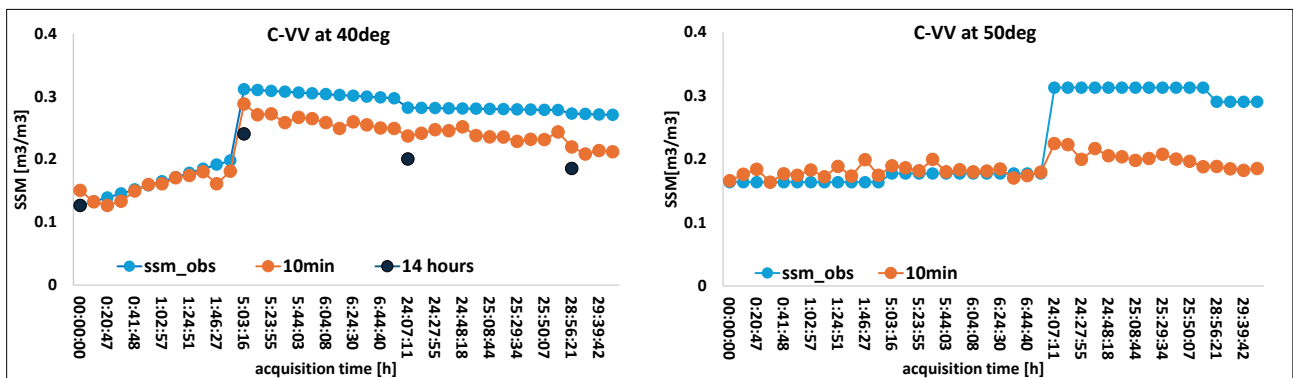 C-VV at 40deg
SSM [m3/m3]
0.4
0.3
0.2
0.1
0
ssm_obs 10min 14 hours
00:00:00 0:20:47 0:41:48 1:02:57 1:24:51 1:46:27 5:03:16 5:23:55 5:44:03 6:04:08 6:24:30 6:44:40 24:07:11 24:27:55 24:48:18 25:08:44 25:29:34 25:50:07 28:56:21 29:39:42
acquisition time [h]
C-VV at 50deg
SSM[m3/m3]
0.4
0.3
0.2
0.1
0
ssm_obs 10min
00:00:00 0:20:47 0:41:48 1:02:57 1:24:51 1:46:27 5:03:16 5:23:55 5:44:03 6:04:08 6:24:30 6:44:40 24:07:11 24:27:55 24:48:18 25:08:44 25:29:34 25:50:07 28:56:21 29:39:42
acquisition time [h]